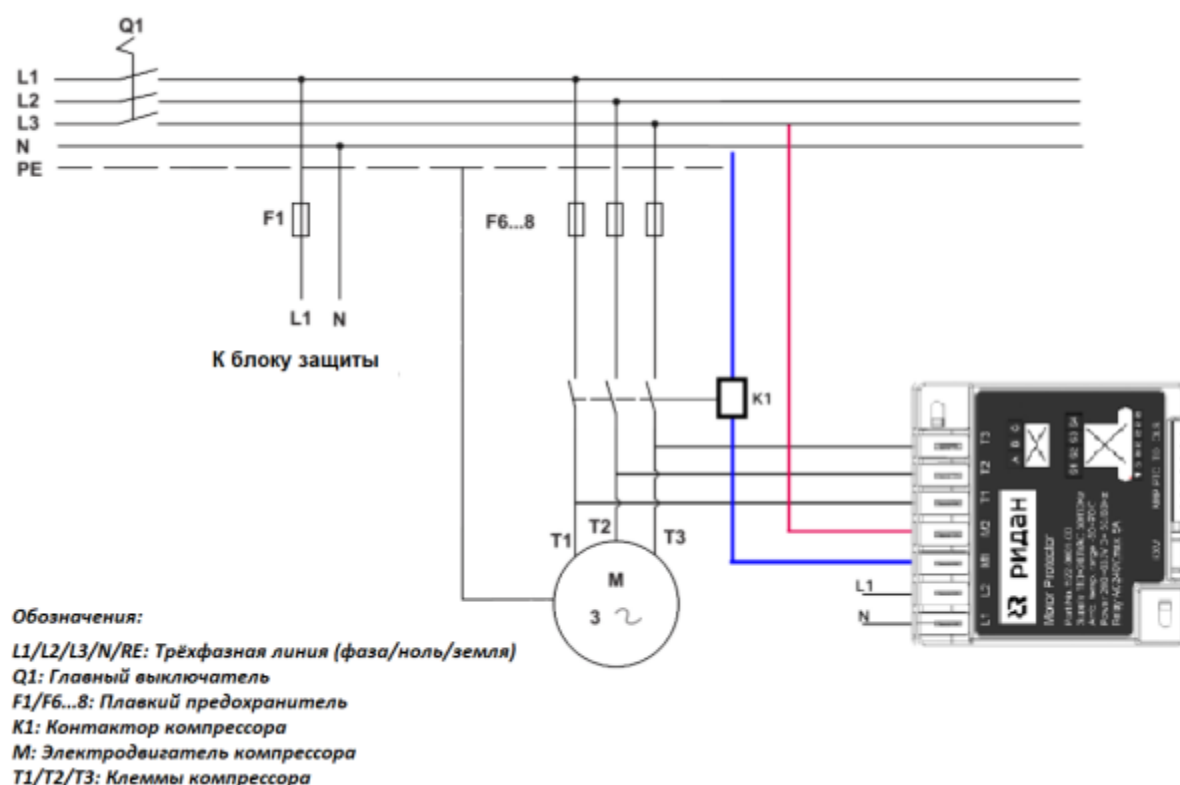 Q1
L1
L2
L3
N
PE
F1
F6...8
L1 N
К блоку защиты
K1
T1
T2
T3
M
3
L1
N
T3
T2
T1
M2
M1
L2
L1
A B C
РИДАН
Motor Protector
Обозначения:
L1/L2/L3/N/RE: Трёхфазная линия (фаза/ноль/земля)
Q1: Главный выключатель
F1/F6...8: Плавкий предохранитель
K1: Контактор компрессора
M: Электродвигатель компрессора
T1/T2/T3: Клеммы компрессора